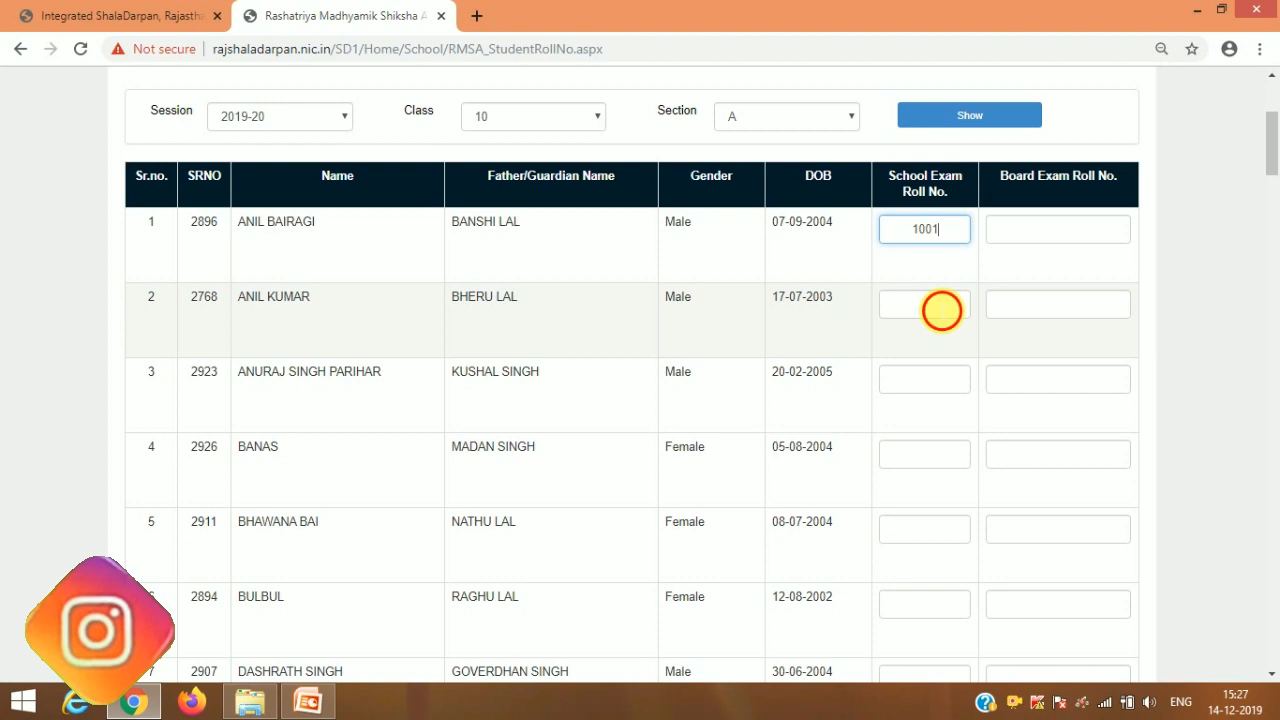 Integrated ShalaDarpan, Rajastha
Rashatriya Madhyamik Shiksha A
Not secure
rajshaladarpan.nic.in/SD1/Home/School/RMSA_StudentRollNo.aspx
Session 2019-20 Class 10 Section A Show
Sr.no. SRNO Name Father/Guardian Name Gender DOB School Exam Roll No. Board Exam Roll No.
1 2896 ANIL BAIRAGI BANSHI LAL Male 07-09-2004 1001
2 2768 ANIL KUMAR BHERU LAL Male 17-07-2003
3 2923 ANURAJ SINGH PARIHAR KUSHAL SINGH Male 20-02-2005
4 2926 BANAS MADAN SINGH Female 05-08-2004
5 2911 BHAWANA BAI NATHU LAL Female 08-07-2004
2894 BULBUL RAGHU LAL Female 12-08-2002
7 2907 DASHRATH SINGH GOVERDHAN SINGH Male 30-06-2004
ENG
15:27
14-12-2019